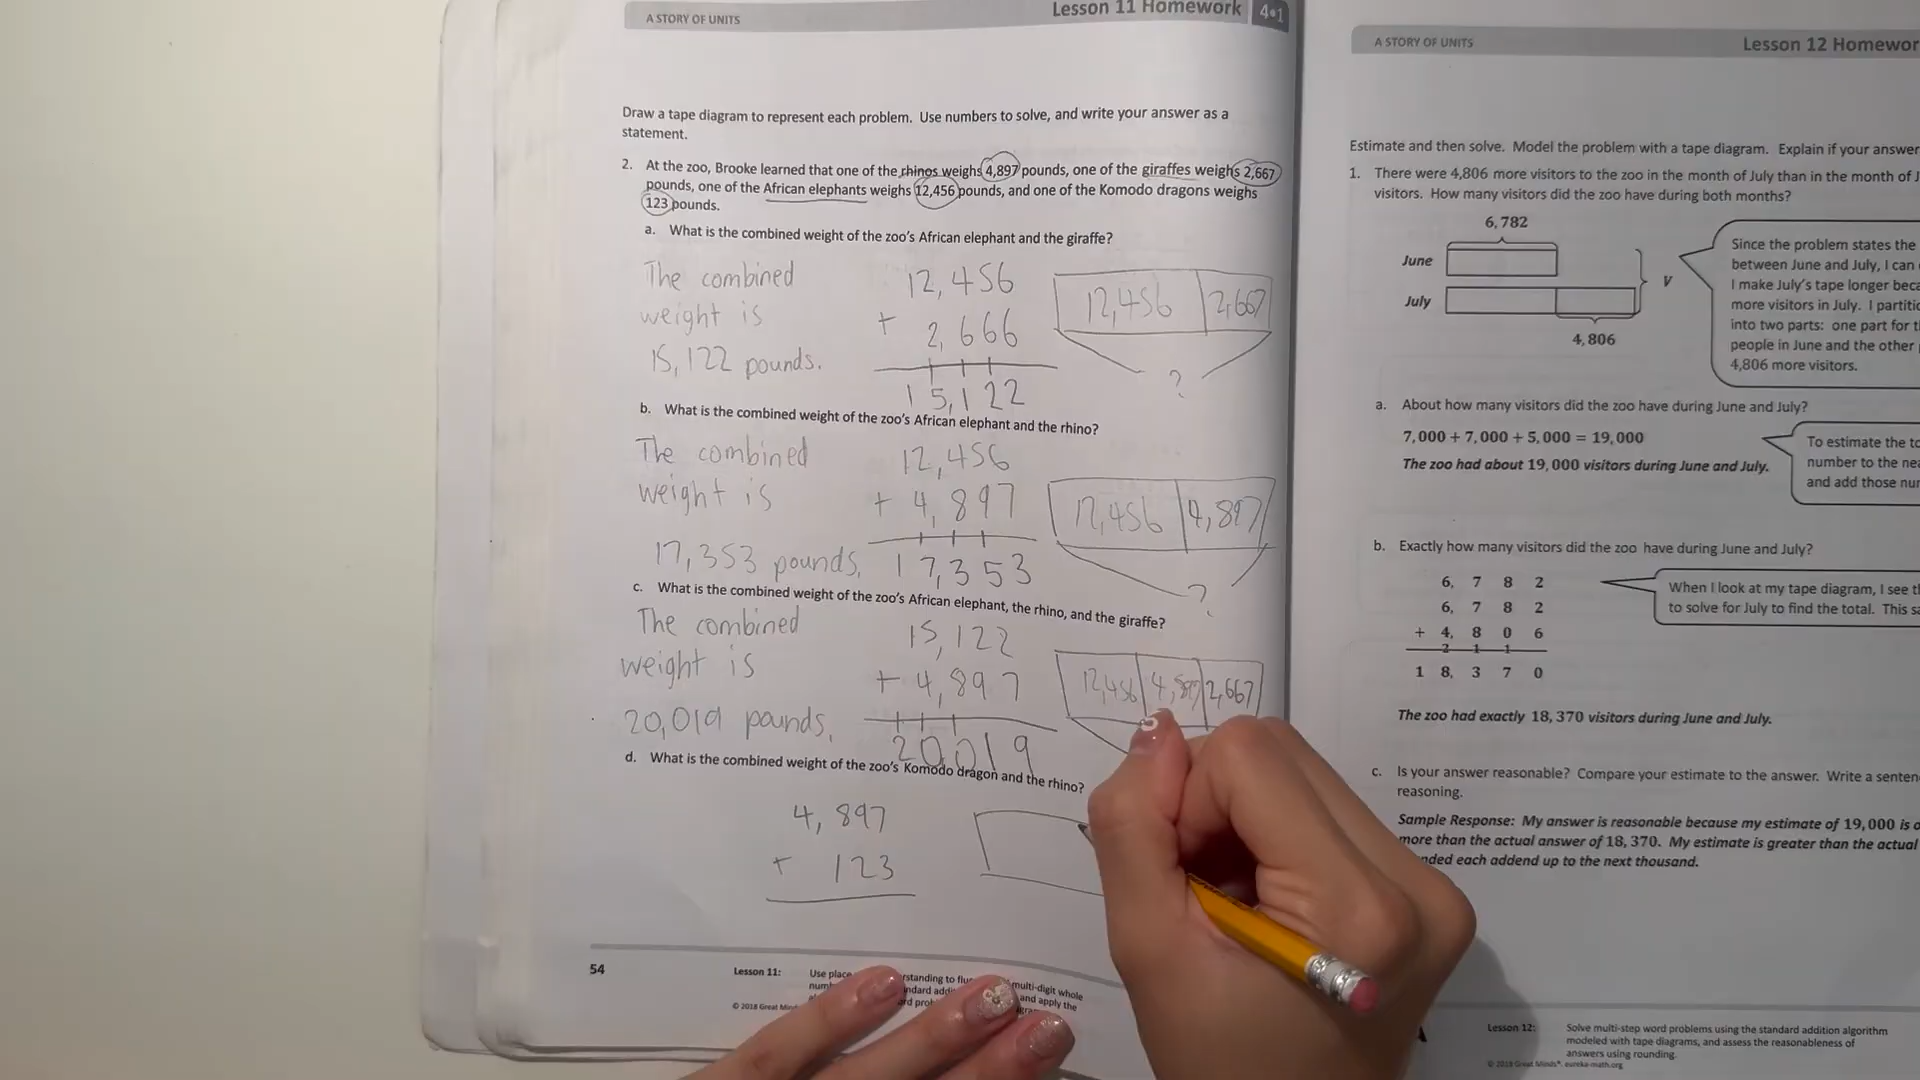 A STORY OF UNITS
Lesson 11 Homework 4•1
Draw a tape diagram to represent each problem. Use numbers to solve, and write your answer as a
statement.
2. At the zoo, Brooke learned that one of the rhinos weighs 4,897 pounds, one of the giraffes weighs 2,667
pounds, one of the African elephants weighs 12,456 pounds, and one of the Komodo dragons weighs
123 pounds.
a. What is the combined weight of the zoo's African elephant and the giraffe?
The combined
weight is
15,122 pounds.
12,456
+ 2,666
15,122
12,456 2,667
?
b. What is the combined weight of the zoo's African elephant and the rhino?
The combined
weight is
17,353 pounds.
12,456
+ 4,897
17,353
12,456 4,897
?
c. What is the combined weight of the zoo's African elephant, the rhino, and the giraffe?
The combined
weight is
20,019 pounds.
15,122
+ 4,897
20,019
12,456 4,897 2,667
d. What is the combined weight of the zoo's Komodo dragon and the rhino?
4,897
+ 123
54
Lesson 11:
Use place
multi-digit whole
and apply the
© 2018 Great
A STORY OF UNITS
Lesson 12
Estimate and then solve. Model the problem with a tape diagram. Explain if your answer
1. There were 4,806 more visitors to the zoo in the month of July than in the month of
visitors. How many visitors did the zoo have during both months?
6,782
June
July
V
4,806
Since the problem states the
between June and July, I can
I make July's tape longer
more visitors in July. I
into two parts: one part for
people in June and the other
4,806 more visitors.
a. About how many visitors did the zoo have during June and July?
7,000 + 7,000 + 5,000 = 19,000
The zoo had about 19,000 visitors during June and July.
To estimate the
number to the
and add those
b. Exactly how many visitors did the zoo have during June and July?
6, 7 8 2
6, 7 8 2
+ 4, 8 0 6
2 1 1
1 8, 3 7 0
When I look at my tape diagram, I see
to solve for July to find the total. This
The zoo had exactly 18,370 visitors during June and July.
c. Is your answer reasonable? Compare your estimate to the answer. Write a
reasoning.
Sample Response: My answer is reasonable because my estimate of 19,000 is
more than the actual answer of 18,370. My estimate is greater than the actual
each addend up to the next thousand.
Lesson 12:
Solve multi-step word problems using the standard addition algorithm
modeled with tape diagrams, and assess the reasonableness of
answers using rounding.
© 2018 Great Minds®. eureka-math.org